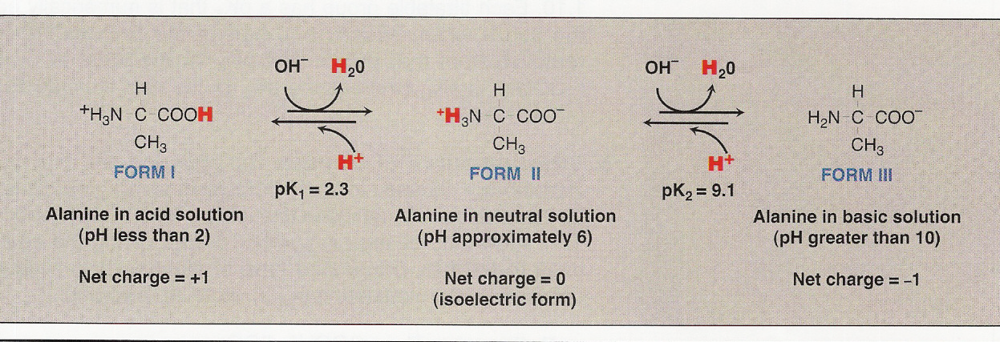 OH⁻ H₂0
H
⁺H₃N C COOH
CH₃
FORM I
H⁺
pK₁ = 2.3
Alanine in acid solution
(pH less than 2)
Net charge = +1
H
⁺H₃N C COO⁻
CH₃
FORM II
Alanine in neutral solution
(pH approximately 6)
Net charge = 0
(isoelectric form)
OH⁻ H₂0
H⁺
pK₂ = 9.1
H
H₂N C COO⁻
CH₃
FORM III
Alanine in basic solution
(pH greater than 10)
Net charge = –1